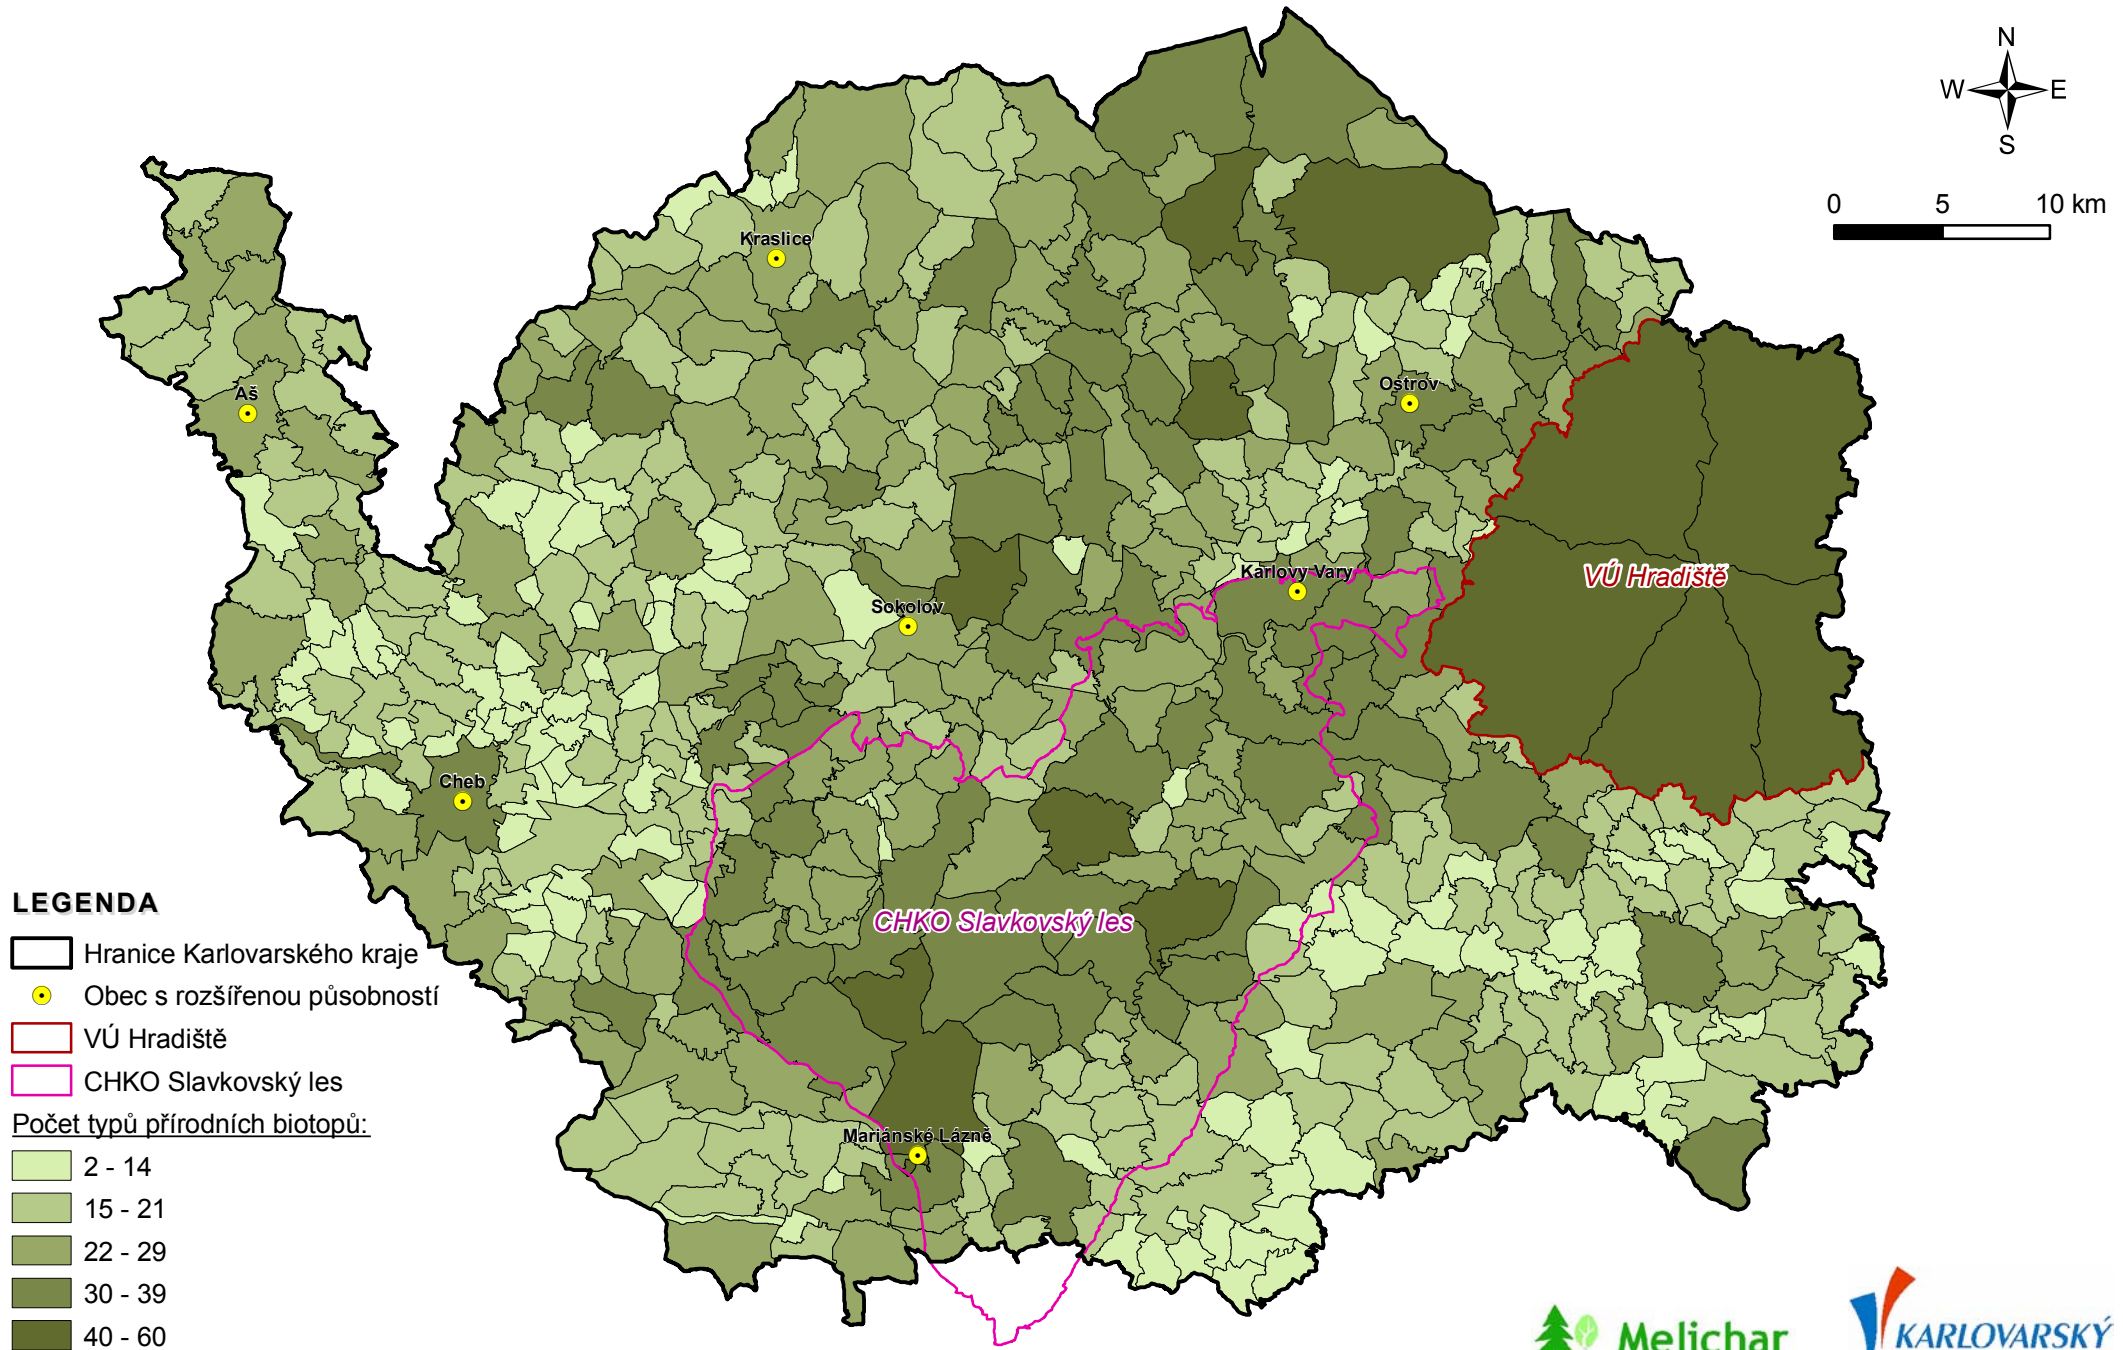 N
W E
S
0 5 10 km
Kraslice
Aš
Ostrov
VÚ Hradiště
Karlovy Vary
Sokolov
Cheb
CHKO Slavkovský les
Mariánské Lázně
LEGENDA
Hranice Karlovarského kraje
Obec s rozšířenou působností
VÚ Hradiště
CHKO Slavkovský les
Počet typů přírodních biotopů:
2 - 14
15 - 21
22 - 29
30 - 39
40 - 60
Melichar
KARLOVARSKÝ